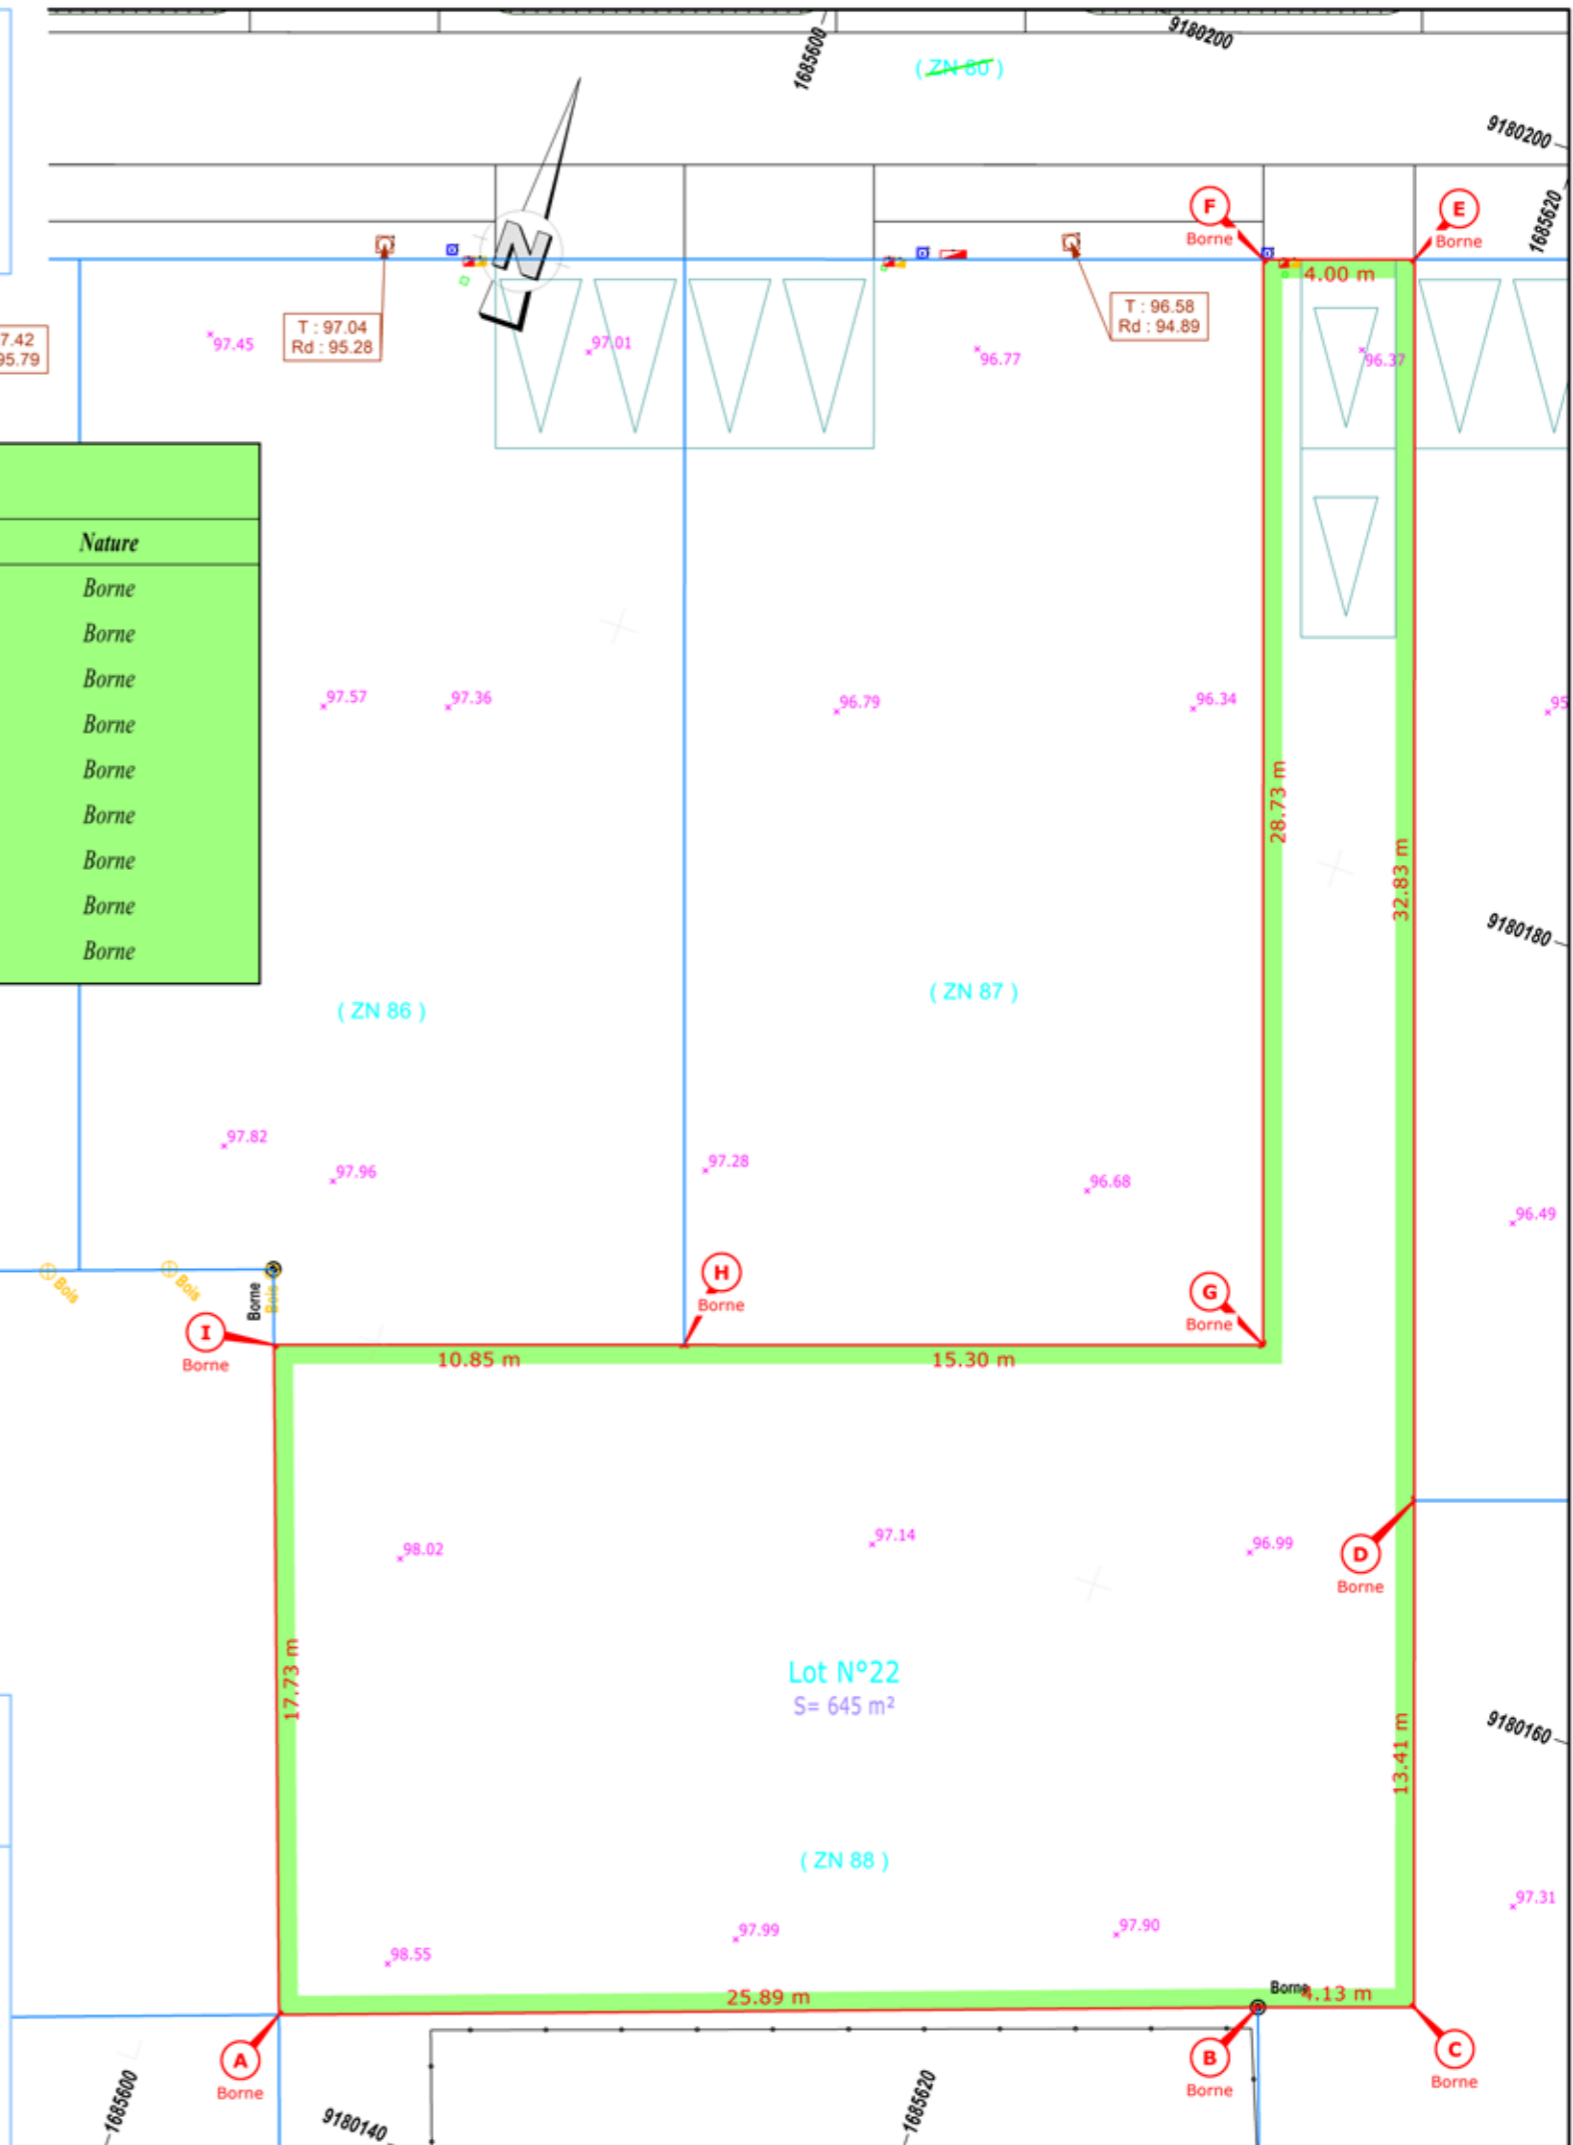 1685600
9180200
( ZN 80 )
9180200
1685620
F
Borne
E
Borne
N
4.00 m
T : 97.04
Rd : 95.28
T : 96.58
Rd : 94.89
7.42
95.79
97.45
97.01
96.77
96.37
Nature
Borne
Borne
Borne
Borne
Borne
Borne
Borne
Borne
Borne
97.57
97.36
96.79
96.34
95
28.73 m
32.83 m
9180180
( ZN 86 )
( ZN 87 )
97.82
97.96
97.28
96.68
96.49
Bois
Bois
Borne
Bois
H
Borne
G
Borne
I
Borne
10.85 m
15.30 m
98.02
97.14
96.99
D
Borne
17.73 m
Lot N°22
S= 645 m²
13.41 m
9180160
( ZN 88 )
97.31
98.55
97.99
97.90
25.89 m
Borne
4.13 m
A
Borne
B
Borne
C
Borne
1685600
9180140
1685620